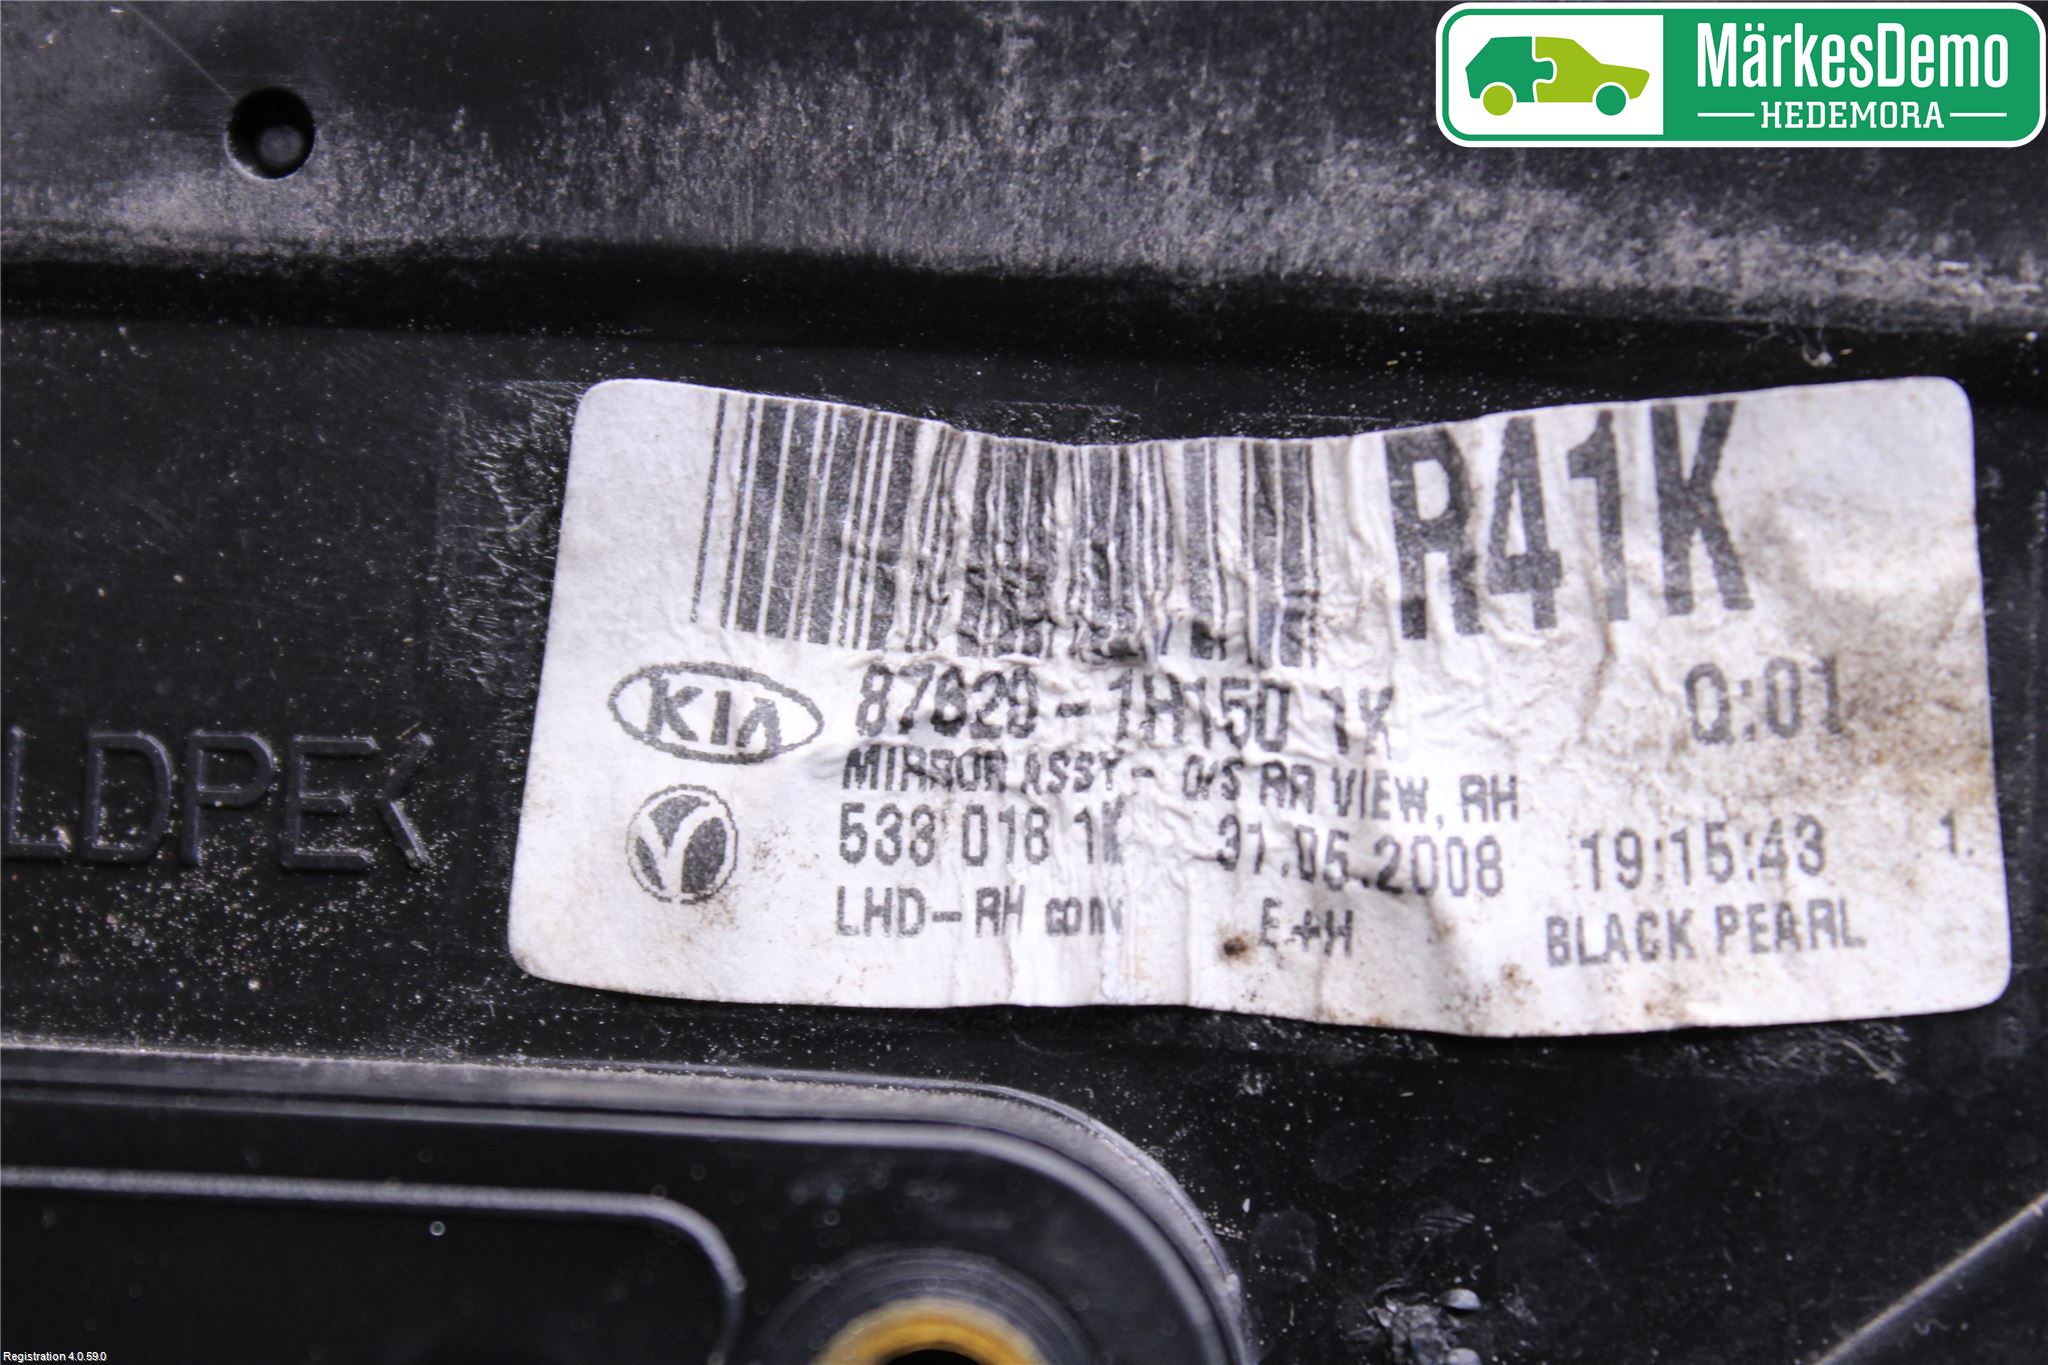 MärkesDemo
HEDEMORA
R41K
KIA 87620-1H150 1K Q:01
MIRROR ASSY - O/S RR VIEW, RH
533 018 1K 31.05.2008 19:15:43 1.
LHD-RH conv E+H BLACK PEARL
LDPE<
Registration 4.0.59.0